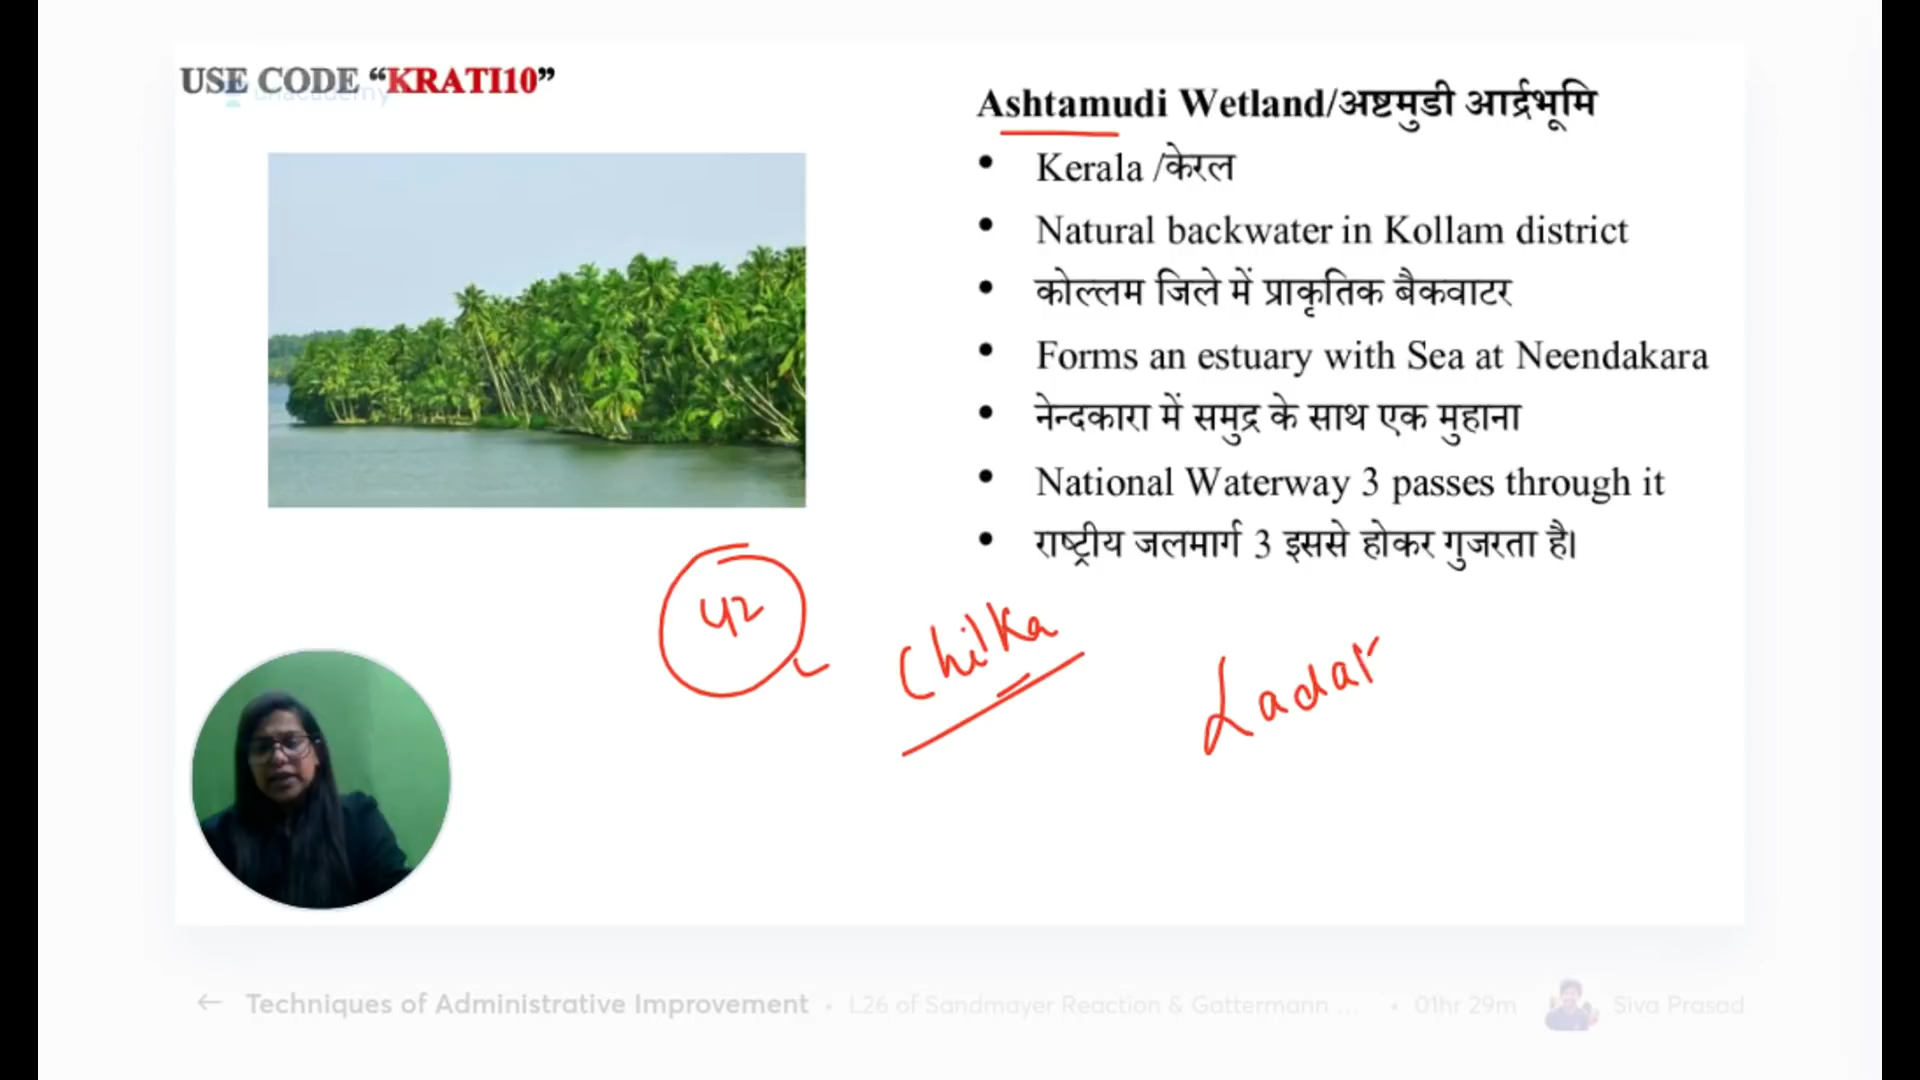 USE CODE “KRATI10”
Ashtamudi Wetland/अष्टमुडी आर्द्रभूमि
• Kerala /केरल
• Natural backwater in Kollam district
• कोल्लम जिले में प्राकृतिक बैकवाटर
• Forms an estuary with Sea at Neendakara
• नेन्दकारा में समुद्र के साथ एक मुहाना
• National Waterway 3 passes through it
• राष्ट्रीय जलमार्ग 3 इससे होकर गुजरता है।
42
Chilka
Ladar
← Techniques of Administrative Improvement • L26 of Sandmayer Reaction & Gattermann ... • 01hr 29m Siva Prasad